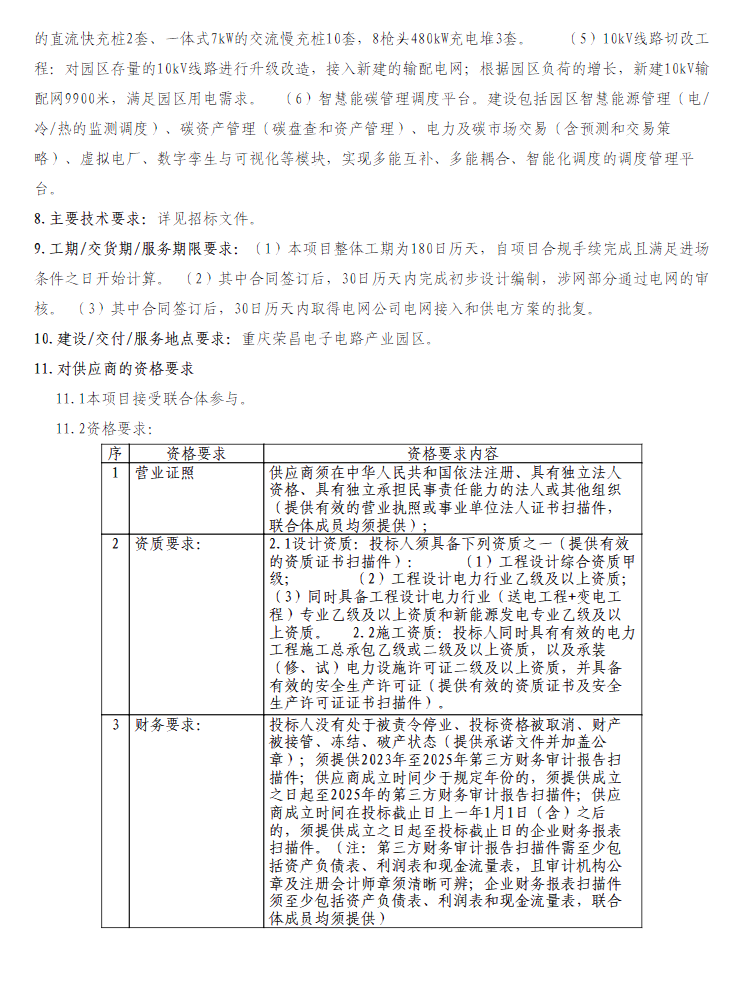 的直流快充桩2套、一体式7kW的交流慢充桩10套，8枪头480kW充电堆3套。 （5）10kV线路切改工
程：对园区存量的10kV线路进行升级改造，接入新建的输配电网；根据园区负荷的增长，新建10kV输
配网9900米，满足园区用电需求。 （6）智慧能碳管理调度平台。建设包括园区智慧能源管理（电/
冷/热的监测调度）、碳资产管理（碳盘查和资产管理）、电力及碳市场交易（含预测和交易策
略）、虚拟电厂、数字孪生与可视化等模块，实现多能互补、多能耦合、智能化调度的调度管理平
台。
8.主要技术要求：详见招标文件。
9.工期/交货期/服务期限要求：（1）本项目整体工期为180日历天，自项目合规手续完成且满足进场
条件之日开始计算。 （2）其中合同签订后，30日历天内完成初步设计编制，涉网部分通过电网的审
核。 （3）其中合同签订后，30日历天内取得电网公司电网接入和供电方案的批复。
10.建设/交付/服务地点要求：重庆荣昌电子电路产业园区。
11.对供应商的资格要求
11.1本项目接受联合体参与。
11.2资格要求：
序 资格要求 资格要求内容
1 营业证照 供应商须在中华人民共和国依法注册、具有独立法人
资格、具有独立承担民事责任能力的法人或其他组织
（提供有效的营业执照或事业单位法人证书扫描件，
联合体成员均须提供）；
2 资质要求： 2.1设计资质：投标人须具备下列资质之一（提供有效
的资质证书扫描件）： （1）工程设计综合资质甲
级； （2）工程设计电力行业乙级及以上资质；
（3）同时具备工程设计电力行业（送电工程+变电工
程）专业乙级及以上资质和新能源发电专业乙级及以
上资质。 2.2施工资质：投标人同时具有有效的电力
工程施工总承包乙级或二级及以上资质，以及承装
（修、试）电力设施许可证二级及以上资质，并具备
有效的安全生产许可证（提供有效的资质证书及安全
生产许可证证书扫描件）。
3 财务要求： 投标人没有处于被责令停业、投标资格被取消、财产
被接管、冻结、破产状态（提供承诺文件并加盖公
章）；须提供2023年至2025年第三方财务审计报告扫
描件；供应商成立时间少于规定年份的，须提供成立
之日起至2025年的第三方财务审计报告扫描件；供应
商成立时间在投标截止日上一年1月1日（含）之后
的，须提供成立之日起至投标截止日的企业财务报表
扫描件。（注：第三方财务审计报告扫描件需至少包
括资产负债表、利润表和现金流量表，且审计机构公
章及注册会计师章须清晰可辨；企业财务报表扫描件
须至少包括资产负债表、利润表和现金流量表，联合
体成员均须提供）